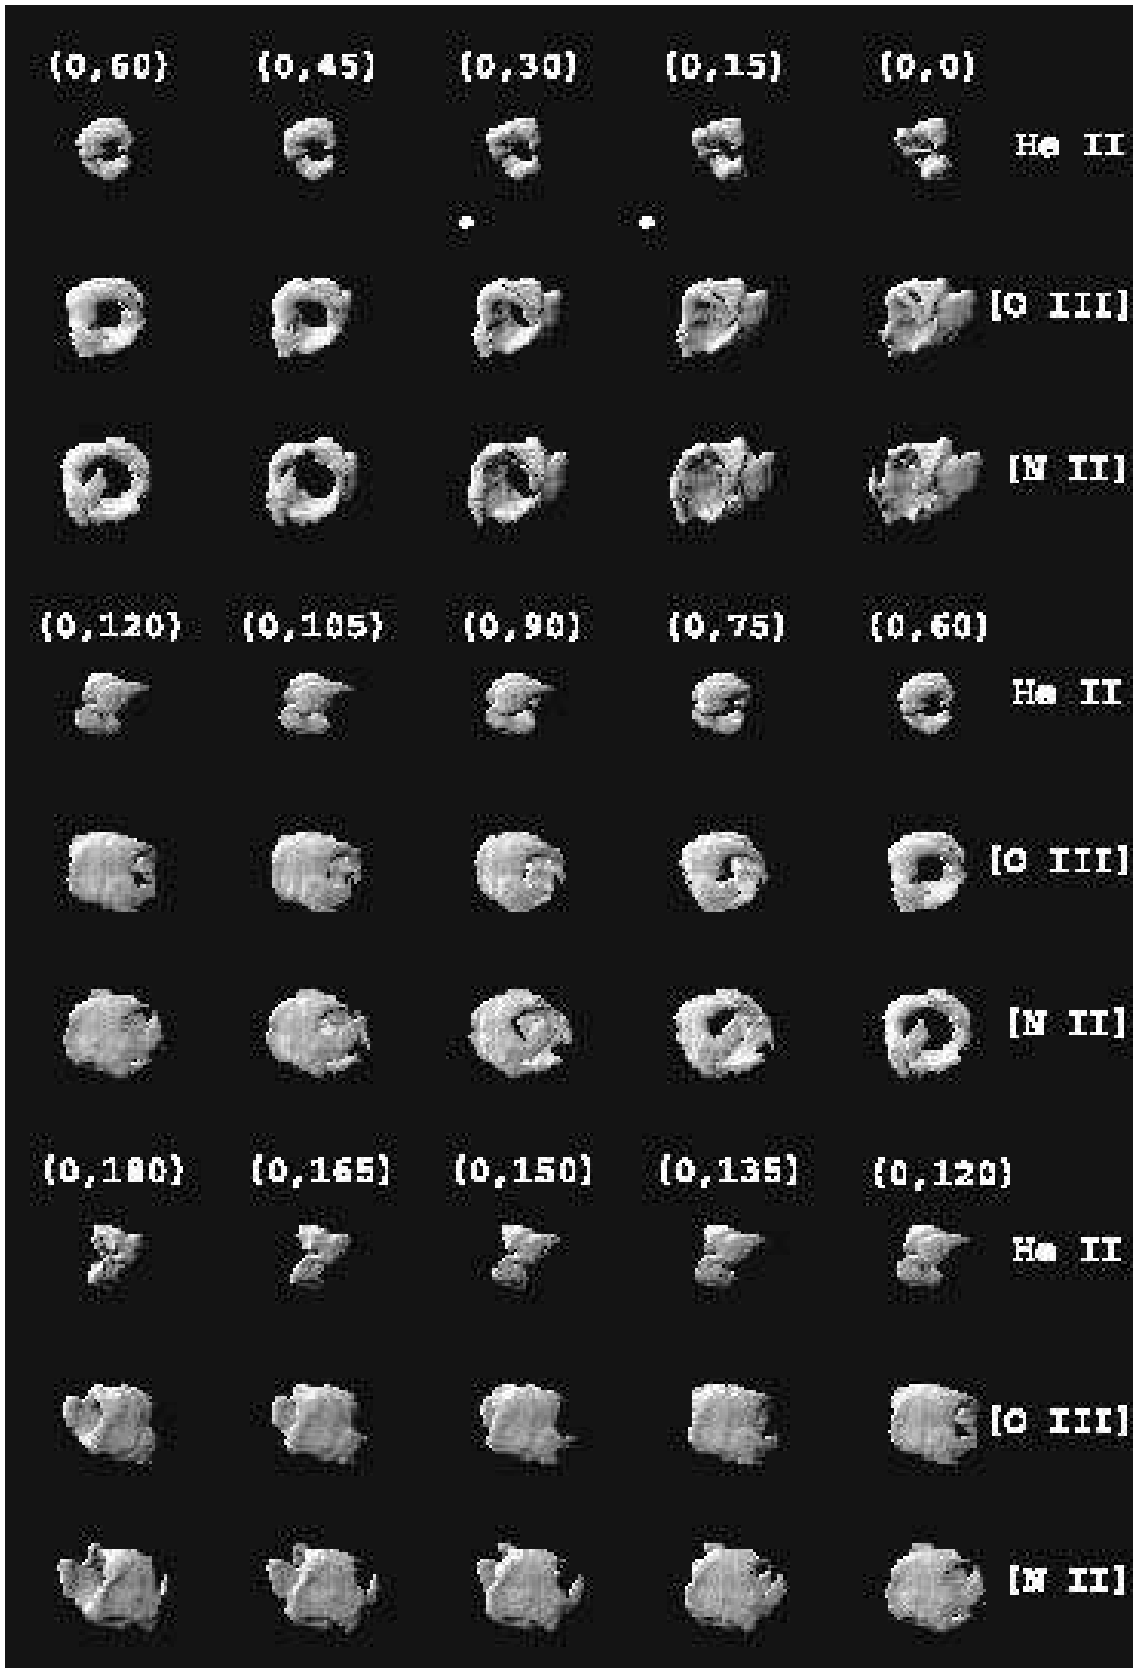 (0,60) (0,45) (0,30) (0,15) (0,0)
He II
[O III]
[N II]
(0,120) (0,105) (0,90) (0,75) (0,60)
He II
[O III]
[N II]
(0,180) (0,165) (0,150) (0,135) (0,120)
He II
[O III]
[N II]